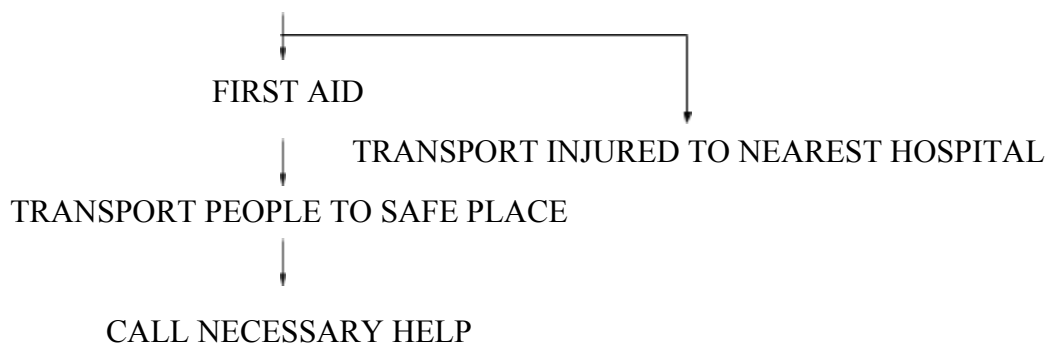 FIRST AID
TRANSPORT INJURED TO NEAREST HOSPITAL
TRANSPORT PEOPLE TO SAFE PLACE
CALL NECESSARY HELP